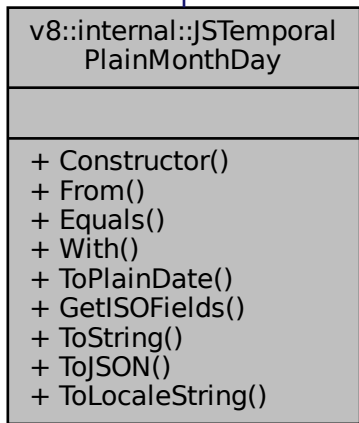 v8::internal::JSTemporal
PlainMonthDay
+ Constructor()
+ From()
+ Equals()
+ With()
+ ToPlainDate()
+ GetISOFields()
+ ToString()
+ ToJSON()
+ ToLocaleString()